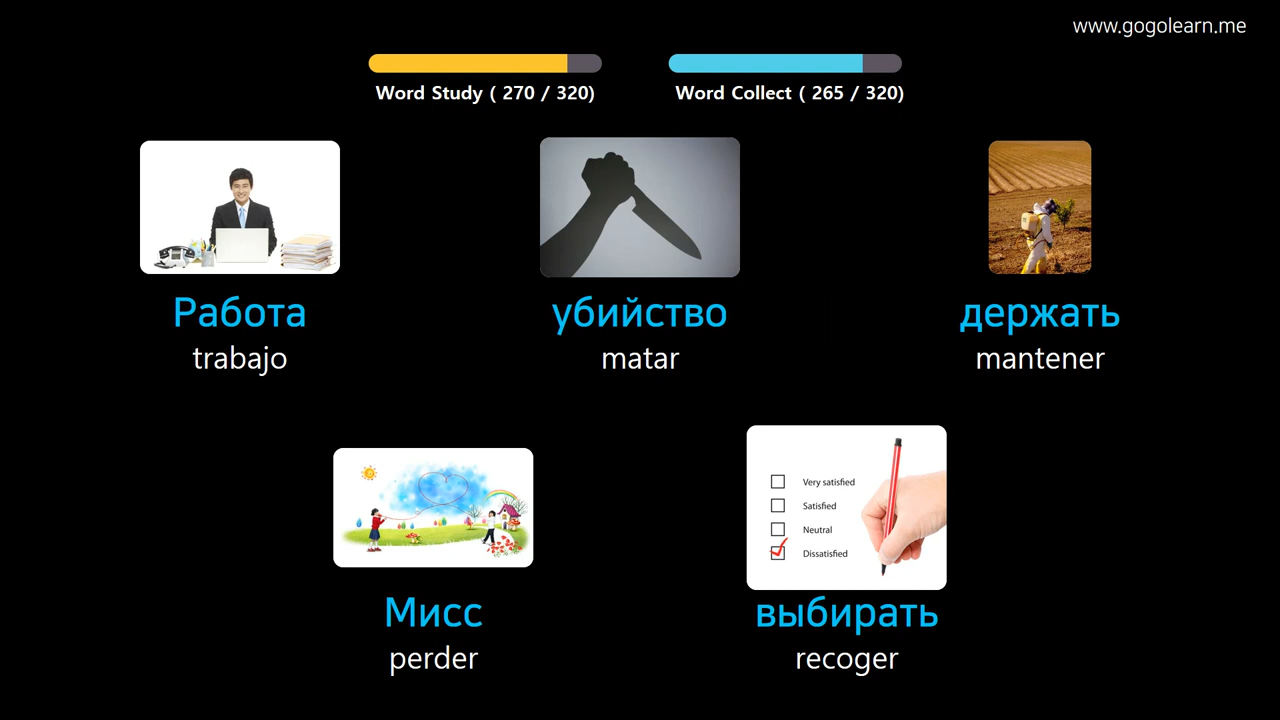 www.gogolearn.me
Word Study ( 270 / 320)
Word Collect ( 265 / 320)
Работа
trabajo
убийство
matar
держать
mantener
Very satisfied
Satisfied
Neutral
Dissatisfied
Мисс
perder
выбирать
recoger